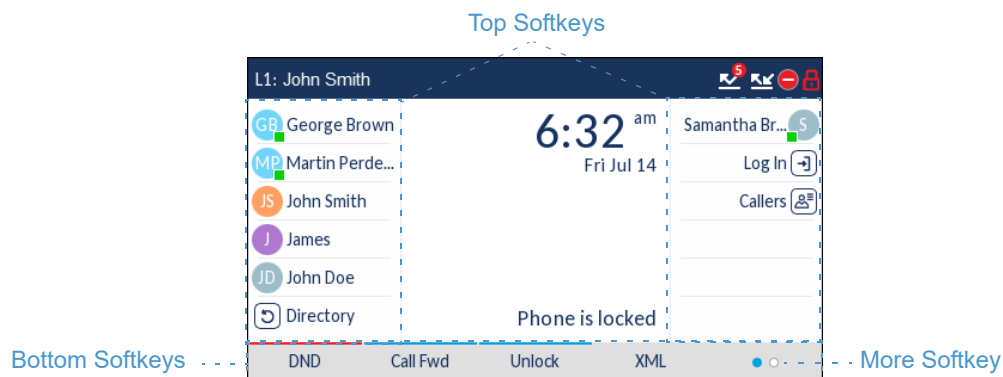 Top Softkeys
L1: John Smith
5
GB George Brown
6:32 am
Samantha Br... S
MP Martin Perde...
Fri Jul 14
Log In
JS John Smith
Callers
J James
JD John Doe
Directory
Phone is locked
Bottom Softkeys
DND Call Fwd Unlock XML
More Softkey